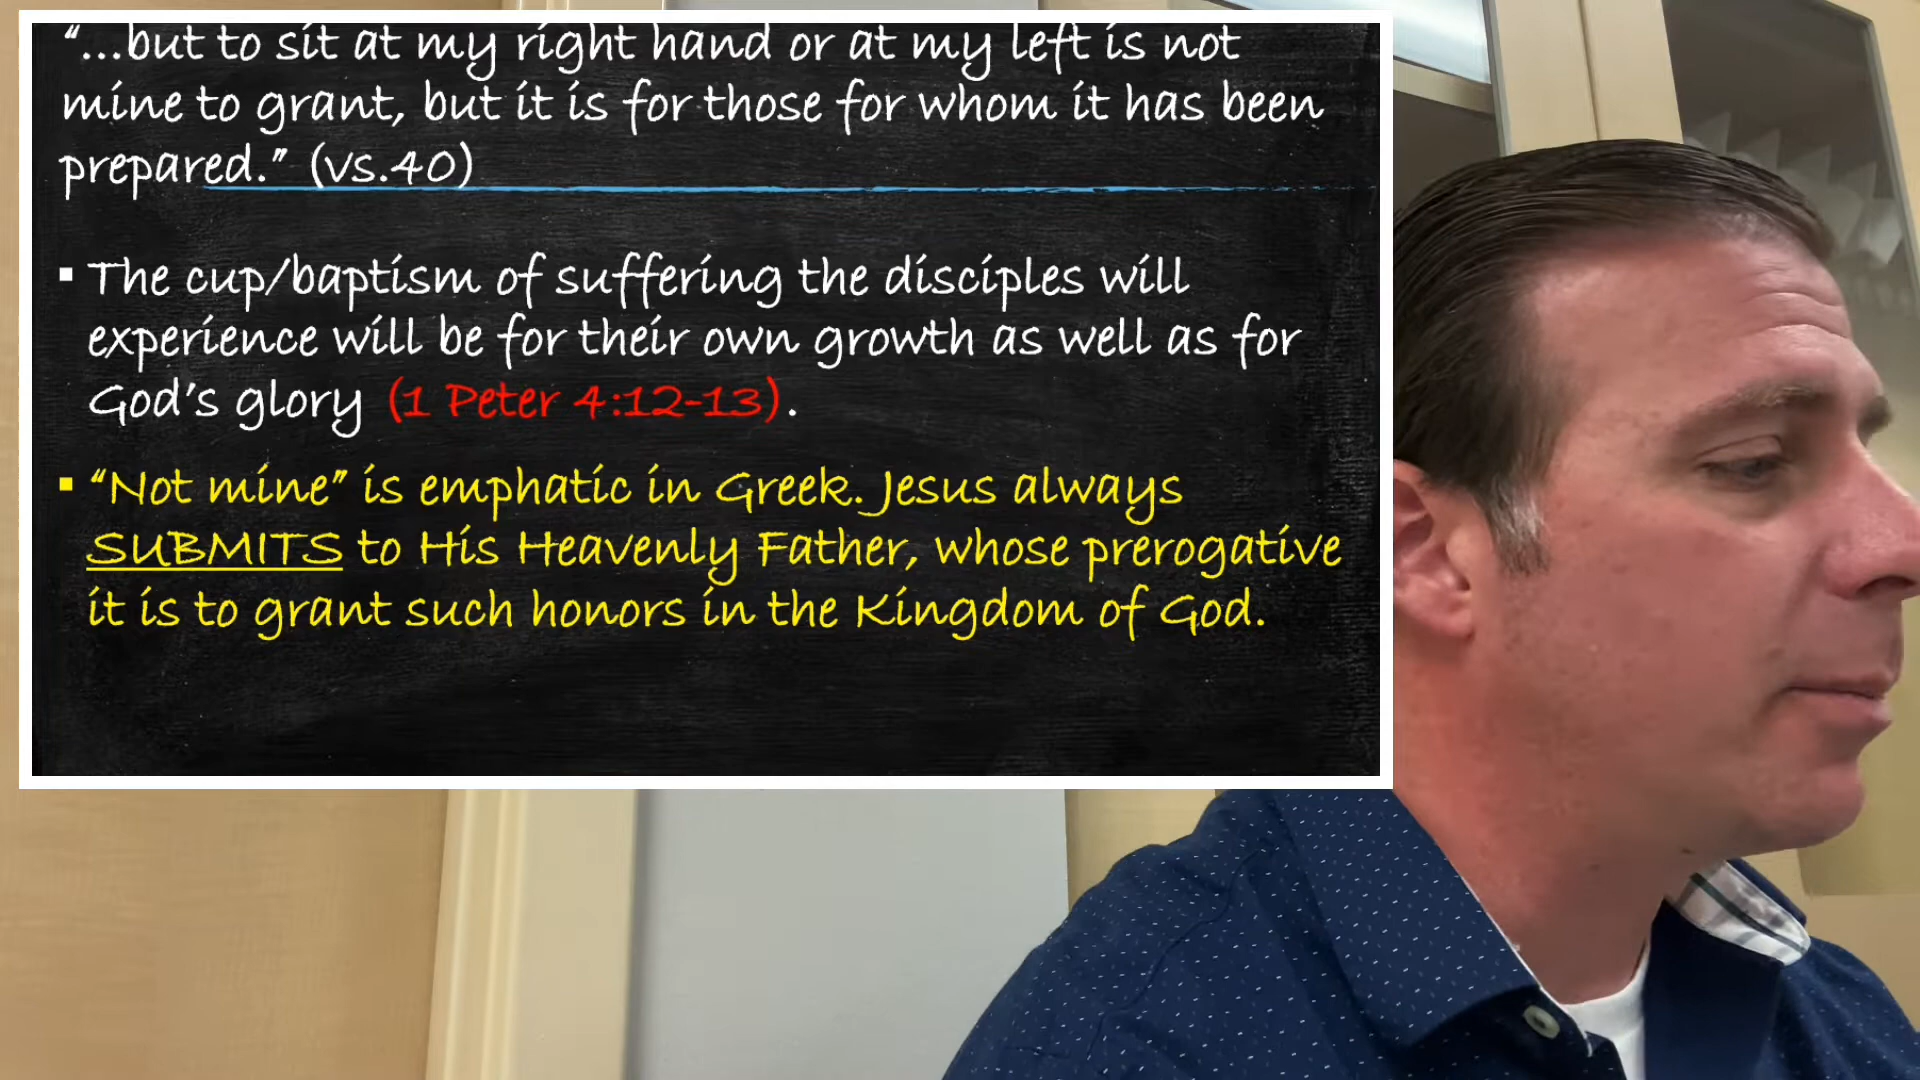 “...but to sit at my right hand or at my left is not
mine to grant, but it is for those for whom it has been
prepared.” (vs.40)
▪ The cup/baptism of suffering the disciples will
experience will be for their own growth as well as for
God’s glory (1 Peter 4:12-13).
▪ “Not mine” is emphatic in Greek. Jesus always
SUBMITS to His Heavenly Father, whose prerogative
it is to grant such honors in the Kingdom of God.